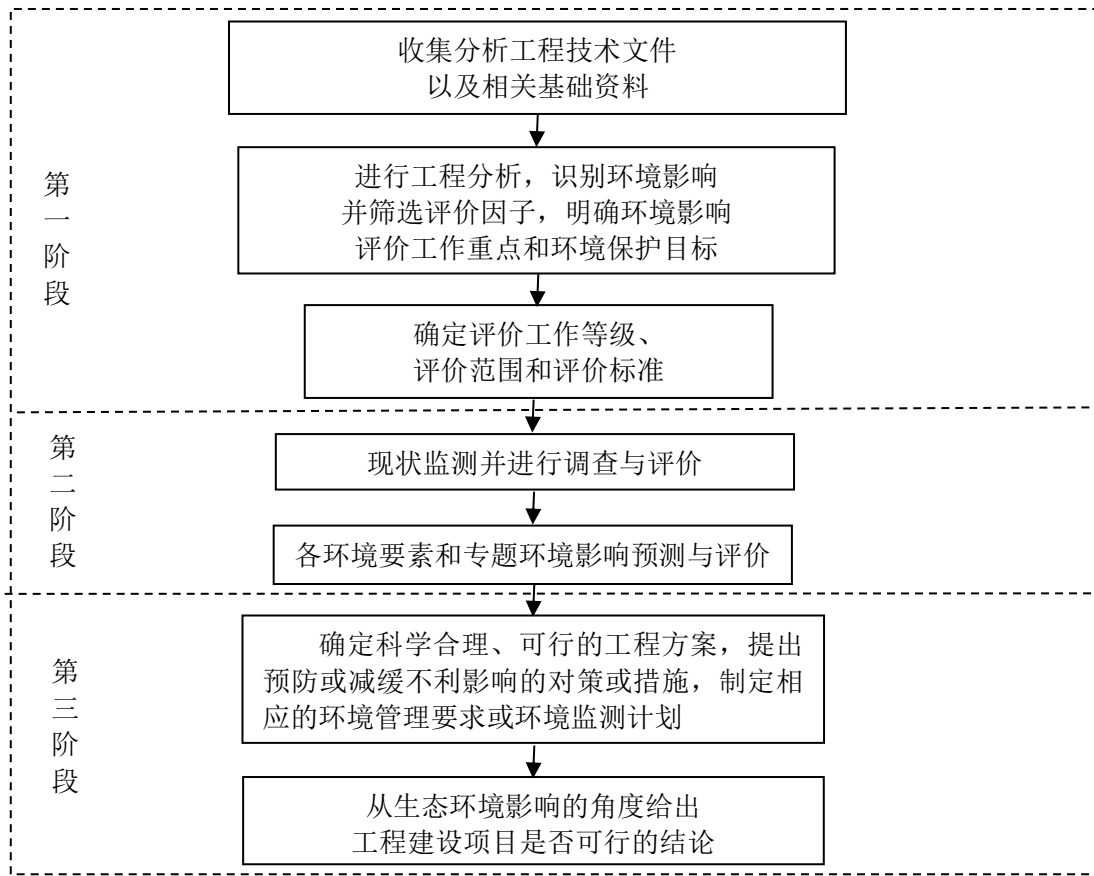 收集分析工程技术文件
以及相关基础资料
第一阶段
进行工程分析，识别环境影响
并筛选评价因子，明确环境影响
评价工作重点和环境保护目标
确定评价工作等级、
评价范围和评价标准
第二阶段
现状监测并进行调查与评价
各环境要素和专题环境影响预测与评价
第三阶段
确定科学合理、可行的工程方案，提出
预防或减缓不利影响的对策或措施，制定相
应的环境管理要求或环境监测计划
从生态环境影响的角度给出
工程建设项目是否可行的结论